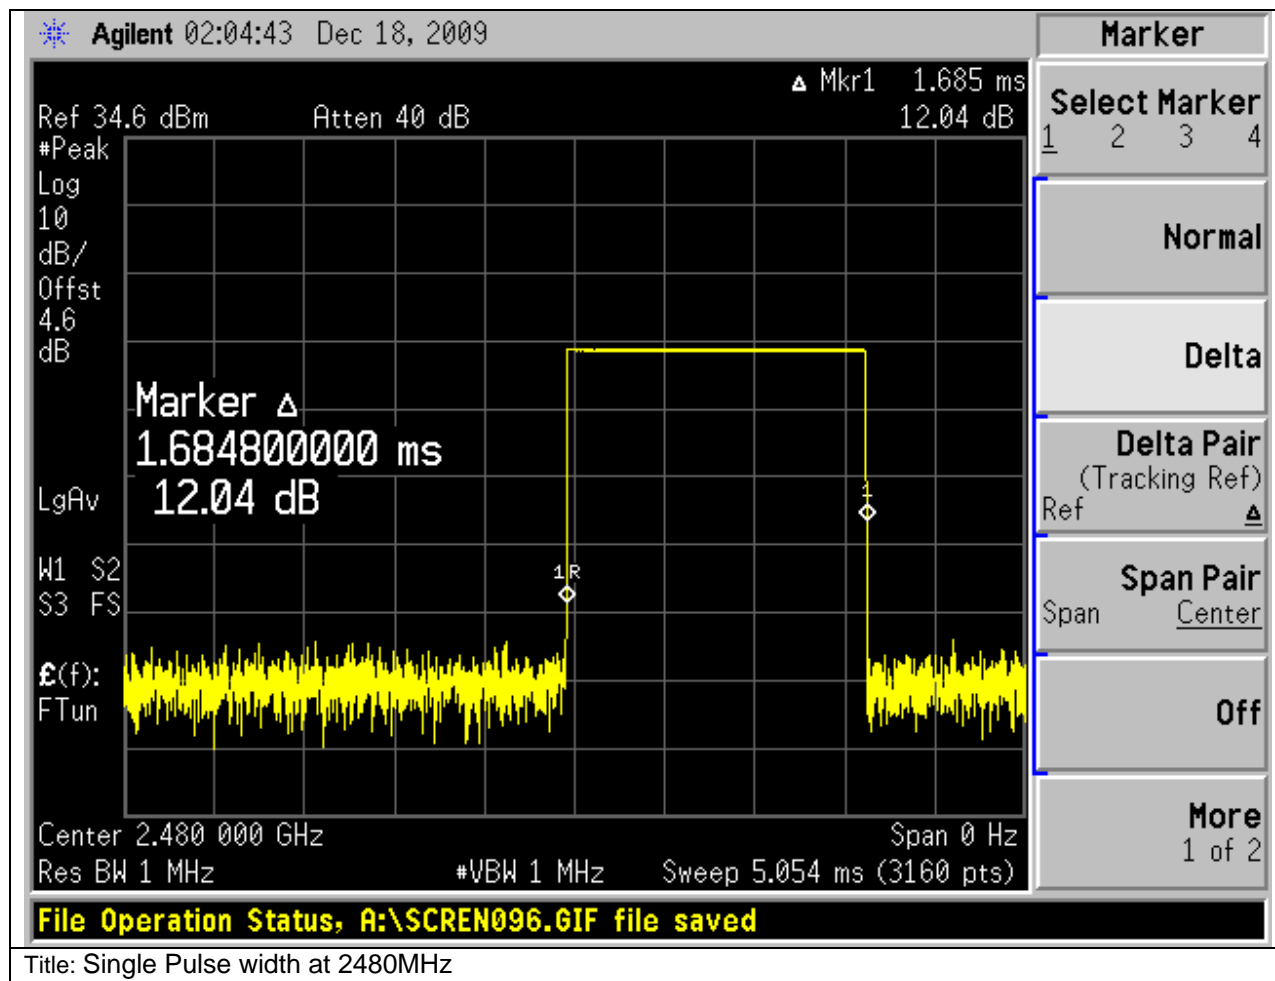 Agilent 02:04:43 Dec 18, 2009
Marker
Δ Mkr1 1.685 ms
Ref 34.6 dBm Atten 40 dB 12.04 dB
#Peak
Log
10
dB/
Offst
4.6
dB
Marker Δ
1.684800000 ms
12.04 dB
LgAv
1
1R
W1 S2
S3 FS
£(f):
FTun
Center 2.480 000 GHz Span 0 Hz
Res BW 1 MHz #VBW 1 MHz Sweep 5.054 ms (3160 pts)
Select Marker
1 2 3 4
Normal
Delta
Delta Pair
(Tracking Ref)
Ref Δ
Span Pair
Span Center
Off
More
1 of 2
File Operation Status, A:\SCREN096.GIF file saved
Title: Single Pulse width at 2480MHz